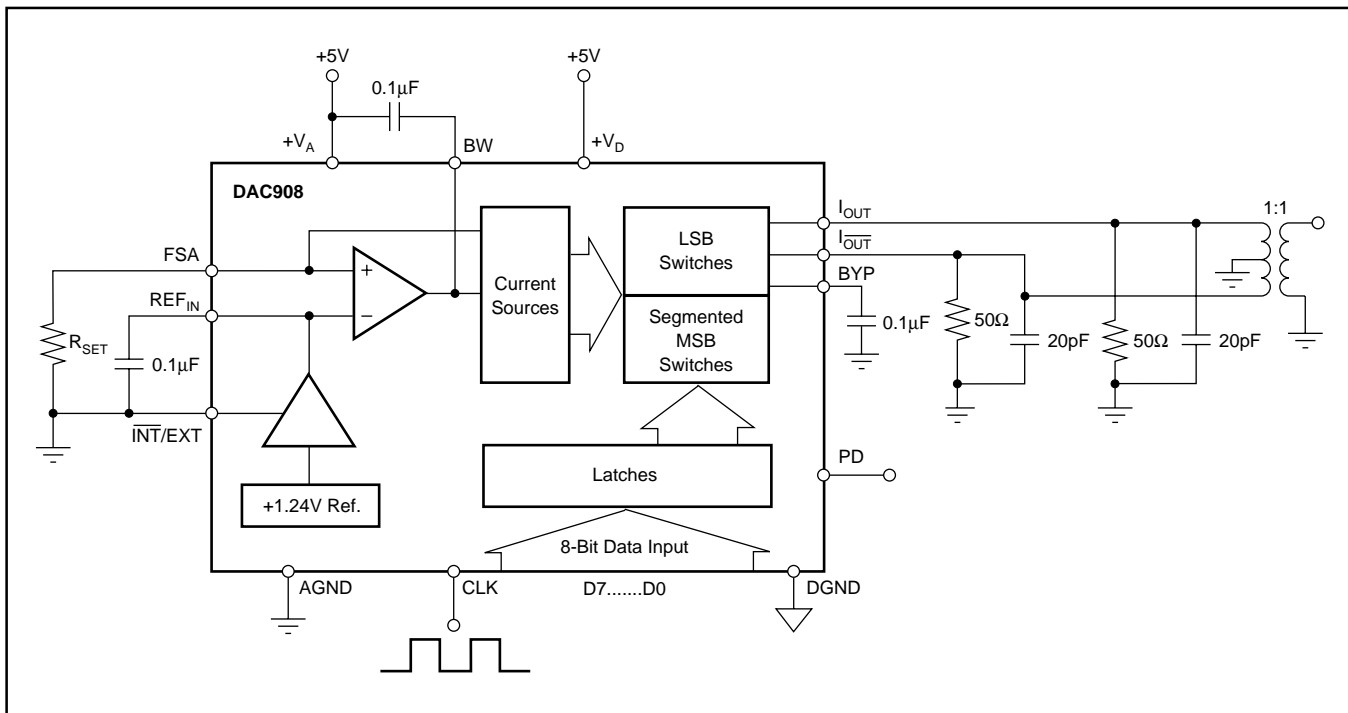 +5V
+5V
0.1µF
+V_A
BW
+V_D
DAC908
FSA
REF_IN
R_SET
0.1µF
I̅N̅T̅/EXT
+
–
+1.24V Ref.
Current
Sources
LSB
Switches
Segmented
MSB
Switches
Latches
8-Bit Data Input
I_OUT
I_O̅U̅T̅
BYP
0.1µF
50Ω
20pF
50Ω
20pF
1:1
PD
AGND
CLK
D7.......D0
DGND